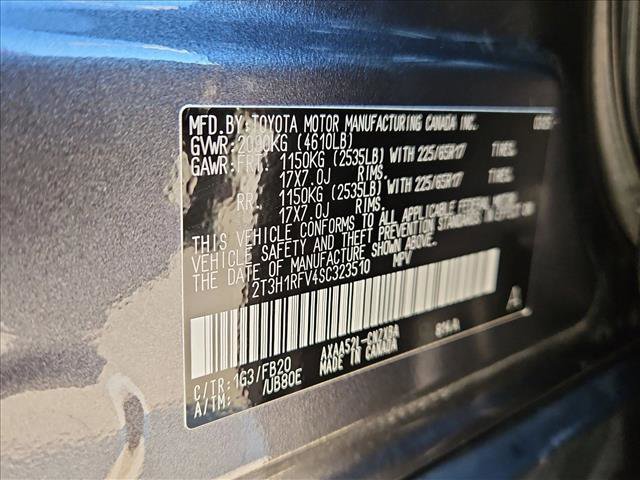 MFD.BY:TOYOTA MOTOR MANUFACTURING CANADA INC.
GVWR:2090KG (4610LB)
GAWR:FRT. 1150KG (2535LB) WITH 225/65R17 TIRES.
17X7.0J RIMS.
RR. 1150KG (2535LB) WITH 225/65R17 TIRES.
17X7.0J RIMS.
THIS VEHICLE CONFORMS TO ALL APPLICABLE FEDERAL MOTOR
VEHICLE SAFETY AND THEFT PREVENTION STANDARDS IN EFFECT ON
THE DATE OF MANUFACTURE SHOWN ABOVE.
2T3H1RFV4SC323510 MPV
A
C/TR:1G3/FB20 AXAA52L-CNZXBA
A/TM: /UB80E MADE IN CANADA